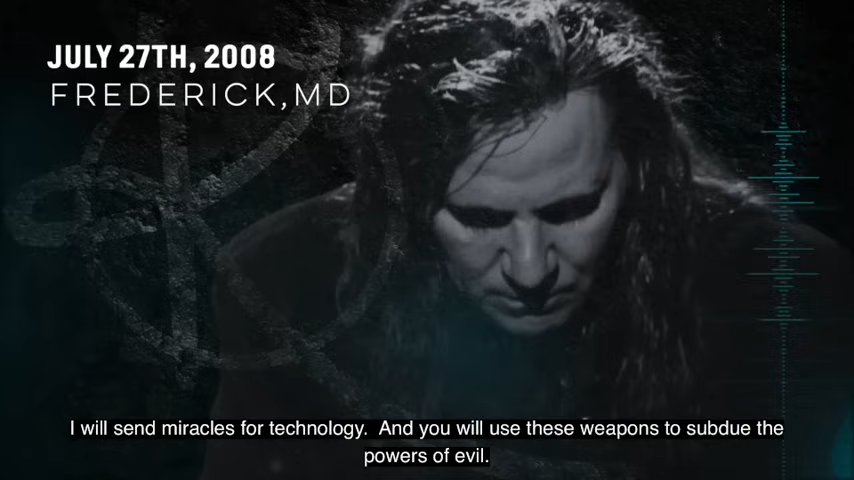 JULY 27TH, 2008
FREDERICK, MD
I will send miracles for technology.  And you will use these weapons to subdue the
powers of evil.